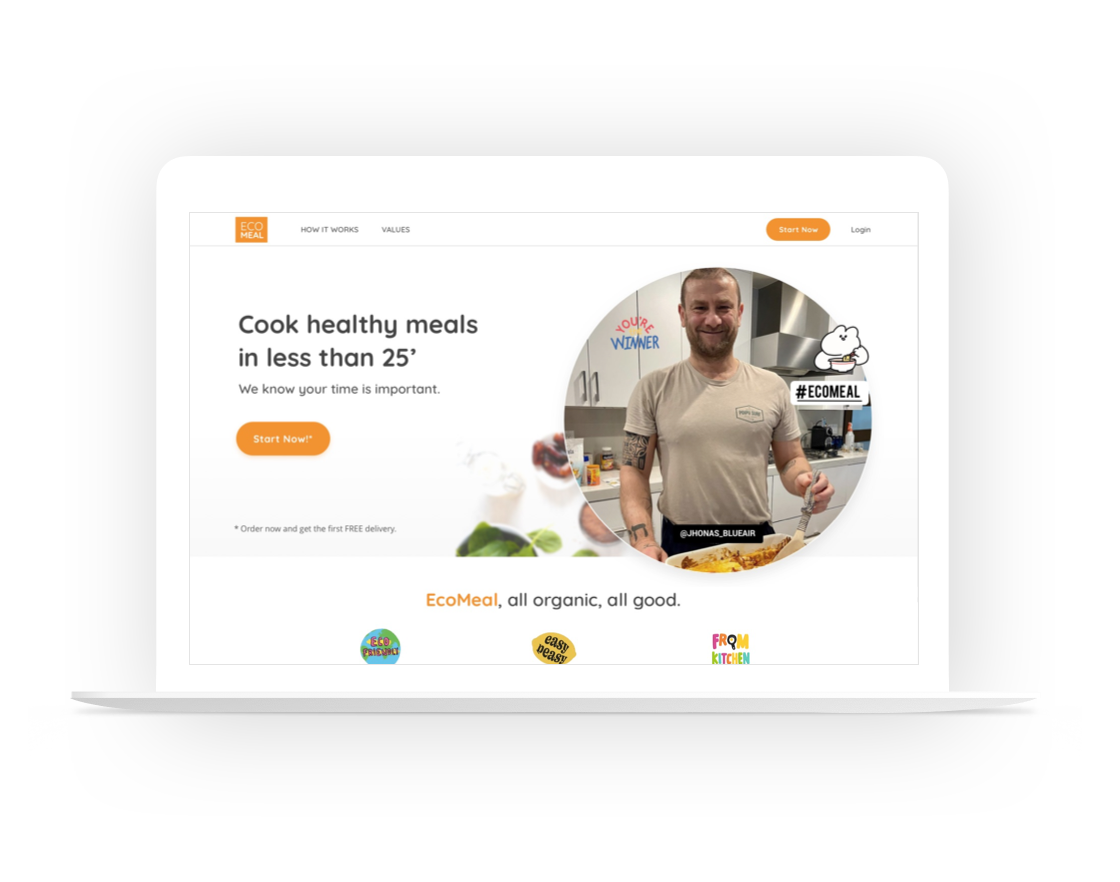 ECO
MEAL
HOW IT WORKS
VALUES
Start Now
Login
Cook healthy meals
in less than 25’
We know your time is important.
Start Now!*
* Order now and get the first FREE delivery.
YOU'RE
WINNER
#ECOMEAL
@JHONAS_BLUEAIR
EcoMeal, all organic, all good.
ECO
FRIENDLY
easy
peasy
FROM
KITCHEN